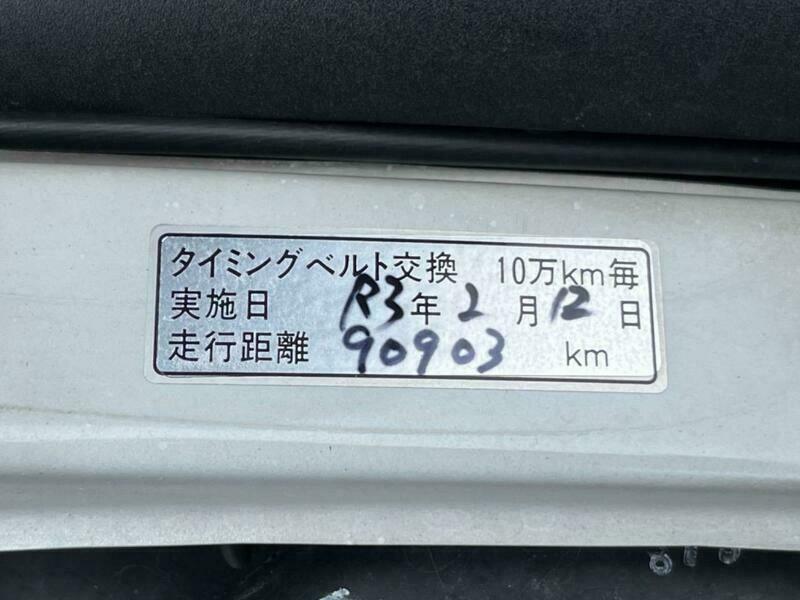 タイミングベルト交換 10万km毎
実施日 R3年2月12日
走行距離 90903 km